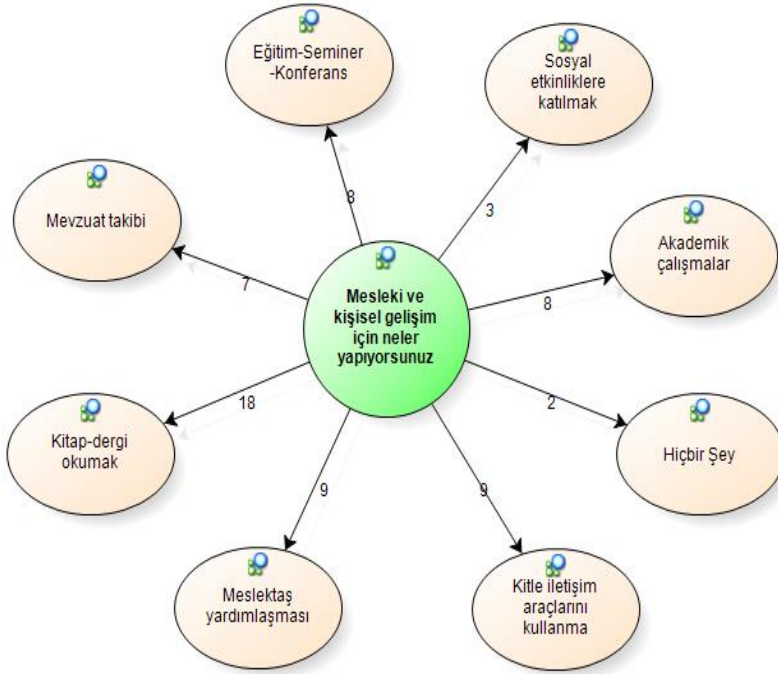 Eğitim-Seminer
-Konferans
Sosyal
etkinliklere
katılmak
8
3
Mevzuat takibi
Akademik
çalışmalar
7
8
Mesleki ve
kişisel gelişim
için neler
yapıyorsunuz
18
2
Kitap-dergi
okumak
Hiçbir Şey
9
9
Meslektaş
yardımlaşması
Kitle iletişim
araçlarını
kullanma